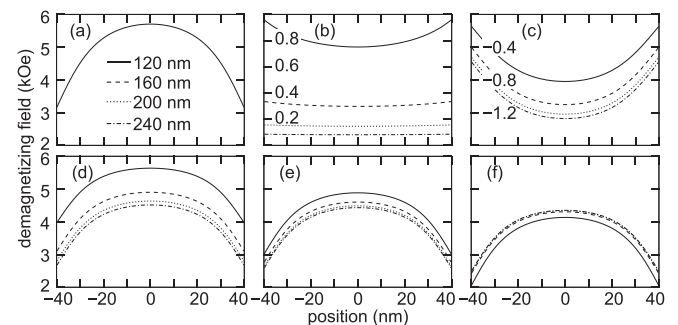 demagnetizing field (kOe)
6 (a) (b) (c)
5 0.8 −0.4
120 nm
160 nm
4 −0.8
200 nm 0.4
240 nm
3 −1.2
0.2
2
6 (d) (e) (f)
5
4
3
2
−40 −20 0 20 40 −40 −20 0 20 40 −40 −20 0 20 40
position (nm)